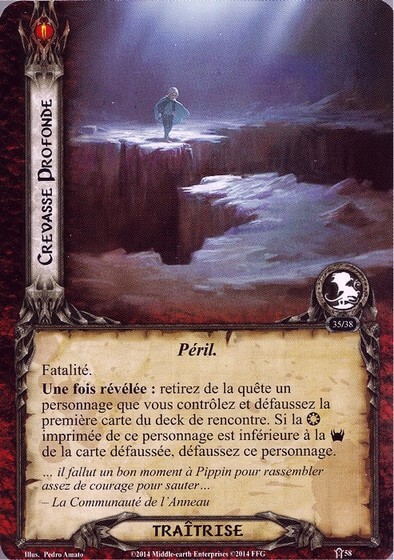 CREVASSE PROFONDE
35/38
Péril.
Fatalité.
Une fois révélée : retirez de la quête un
personnage que vous contrôlez et défaussez la
première carte du deck de rencontre. Si la
imprimée de ce personnage est inférieure à la
de la carte défaussée, défaussez ce personnage.
… il fallut un bon moment à Pippin pour rassembler
assez de courage pour sauter…
– La Communauté de l'Anneau
TRAÎTRISE
Illus. Pedro Amato
©2014 Middle-earth Enterprises ©2014 FFG
58